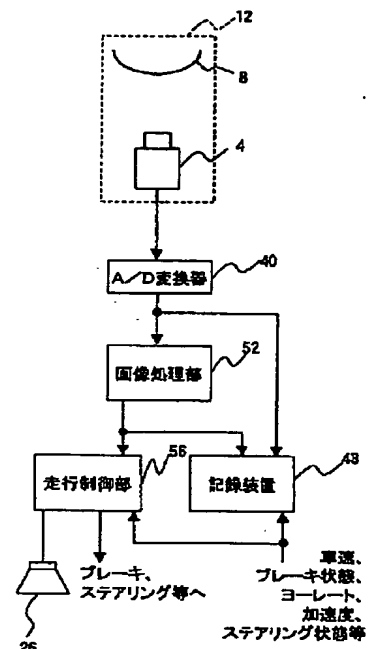 12
8
4
A/D変換器
40
画像処理部
52
走行制御部
56
記録装置
48
ブレーキ、
ステアリング等へ
車速、
ブレーキ状態、
ヨーレート、
加速度、
ステアリング状態等
26